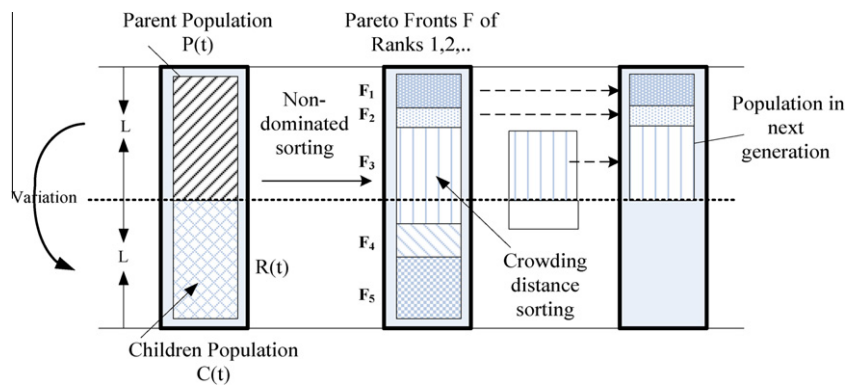 Parent Population
P(t)
Pareto Fronts F of
Ranks 1,2,..
F1
F2
F3
F4
F5
Non-
dominated
sorting
L
L
Variation
R(t)
Population in
next
generation
Crowding
distance
sorting
Children Population
C(t)